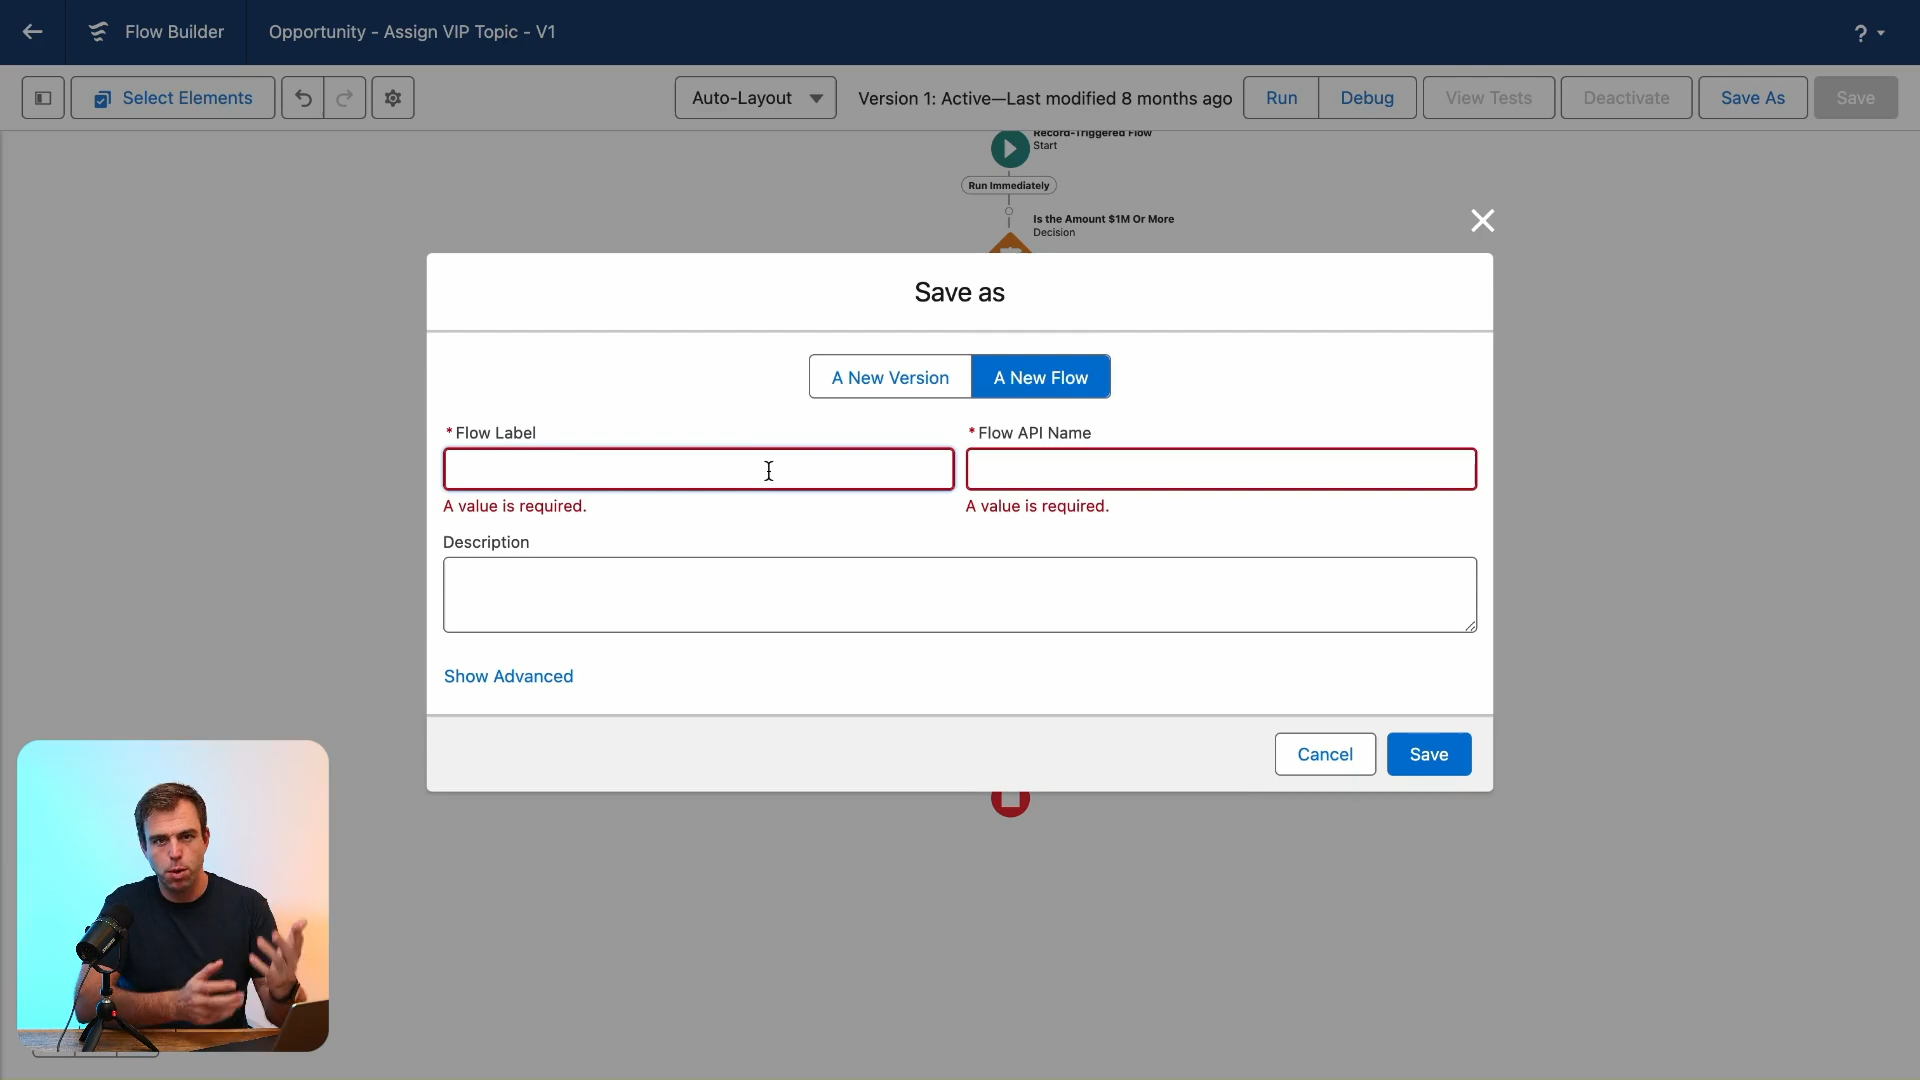 Flow Builder
Opportunity - Assign VIP Topic - V1
?
Select Elements
Auto-Layout
Version 1: Active—Last modified 8 months ago
Run
Debug
View Tests
Deactivate
Save As
Save
Record-Triggered Flow
Start
Run Immediately
Is the Amount $1M Or More
Decision
Save as
A New Version
A New Flow
* Flow Label
* Flow API Name
A value is required.
A value is required.
Description
Show Advanced
Cancel
Save